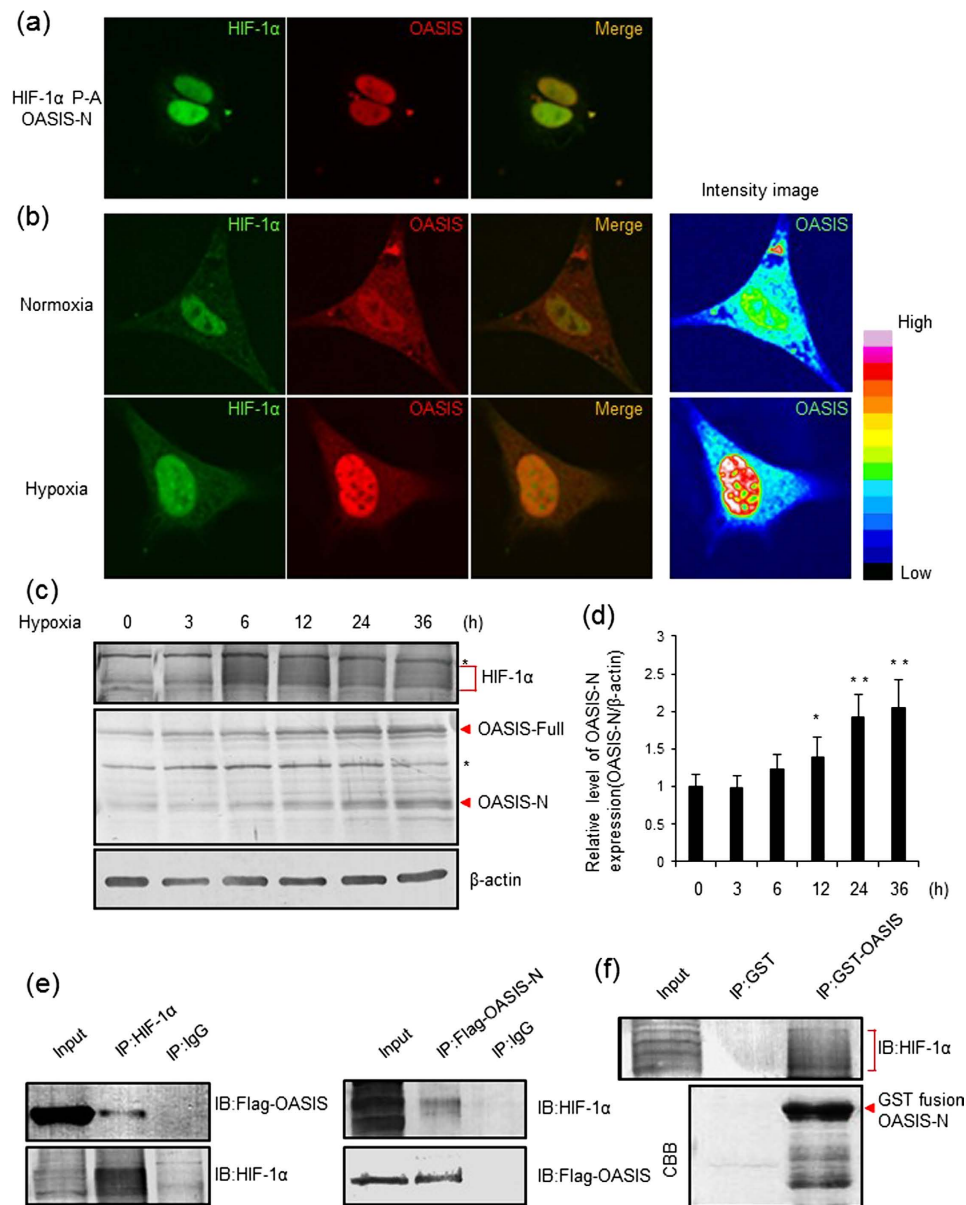 (a)
HIF-1α OASIS Merge
HIF-1α P-A
OASIS-N
Intensity image
(b)
HIF-1α OASIS Merge OASIS
Normoxia
High
HIF-1α OASIS Merge OASIS
Hypoxia
Low
(c)
Hypoxia 0 3 6 12 24 36 (h)
*
HIF-1α
OASIS-Full
*
OASIS-N
β-actin
(d)
Relative level of OASIS-N
expression(OASIS-N/β-actin)
3
2.5
2
1.5
1
0.5
0
*
* *
* *
0 3 6 12 24 36 (h)
(e)
Input IP:HIF-1α IP:IgG
IB:Flag-OASIS
IB:HIF-1α
Input IP:Flag-OASIS-N IP:IgG
IB:HIF-1α
IB:Flag-OASIS
(f)
Input IP:GST IP:GST-OASIS
IB:HIF-1α
GST fusion
OASIS-N
CBB